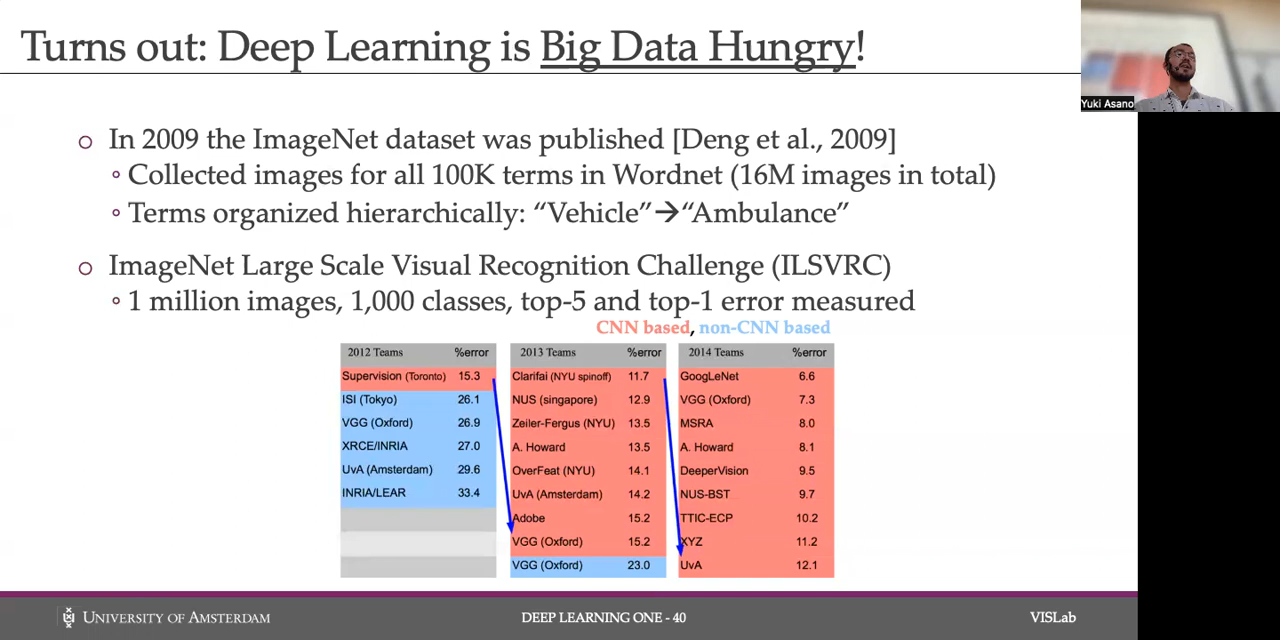 Turns out: Deep Learning is Big Data Hungry!
Yuki Asano
o In 2009 the ImageNet dataset was published [Deng et al., 2009]
° Collected images for all 100K terms in Wordnet (16M images in total)
° Terms organized hierarchically: “Vehicle”→“Ambulance”
o ImageNet Large Scale Visual Recognition Challenge (ILSVRC)
° 1 million images, 1,000 classes, top-5 and top-1 error measured
CNN based, non-CNN based
2012 Teams %error
Supervision (Toronto) 15.3
ISI (Tokyo) 26.1
VGG (Oxford) 26.9
XRCE/INRIA 27.0
UvA (Amsterdam) 29.6
INRIA/LEAR 33.4
2013 Teams %error
Clarifai (NYU spinoff) 11.7
NUS (singapore) 12.9
Zeiler-Fergus (NYU) 13.5
A. Howard 13.5
OverFeat (NYU) 14.1
UvA (Amsterdam) 14.2
Adobe 15.2
VGG (Oxford) 15.2
VGG (Oxford) 23.0
2014 Teams %error
GoogLeNet 6.6
VGG (Oxford) 7.3
MSRA 8.0
A. Howard 8.1
DeeperVision 9.5
NUS-BST 9.7
TTIC-ECP 10.2
XYZ 11.2
UvA 12.1
UNIVERSITY OF AMSTERDAM
DEEP LEARNING ONE - 40
VISLab